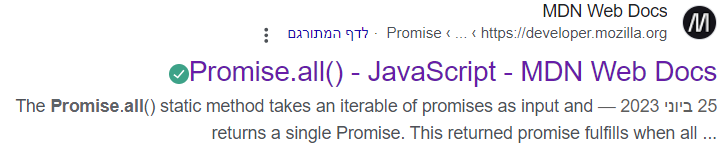 MDN Web Docs
https://developer.mozilla.org › ... › Promise · לדף המתורגם
Promise.all() - JavaScript - MDN Web Docs
25 ביוני 2023 — The Promise.all() static method takes an iterable of promises as input and
returns a single Promise. This returned promise fulfills when all ...